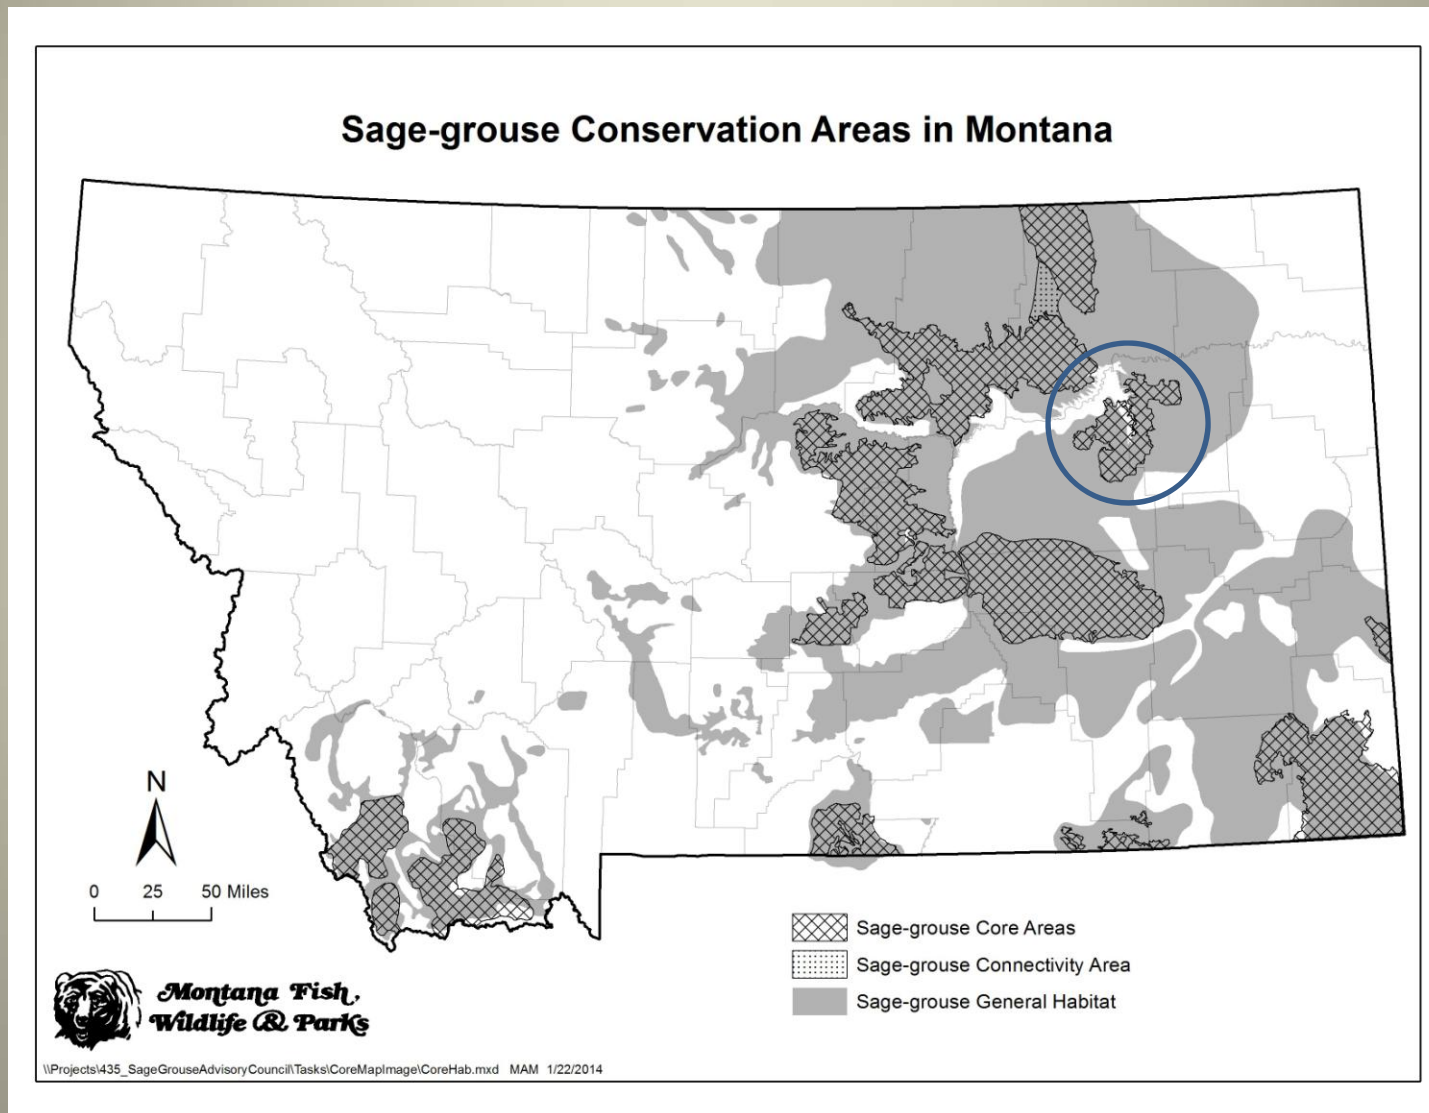 Sage-grouse Conservation Areas in Montana
N
0 25 50 Miles
Sage-grouse Core Areas
Sage-grouse Connectivity Area
Sage-grouse General Habitat
Montana Fish,
Wildlife & Parks
\\Projects\435_SageGrouseAdvisoryCouncil\Tasks\CoreMapImage\CoreHab.mxd MAM 1/22/2014